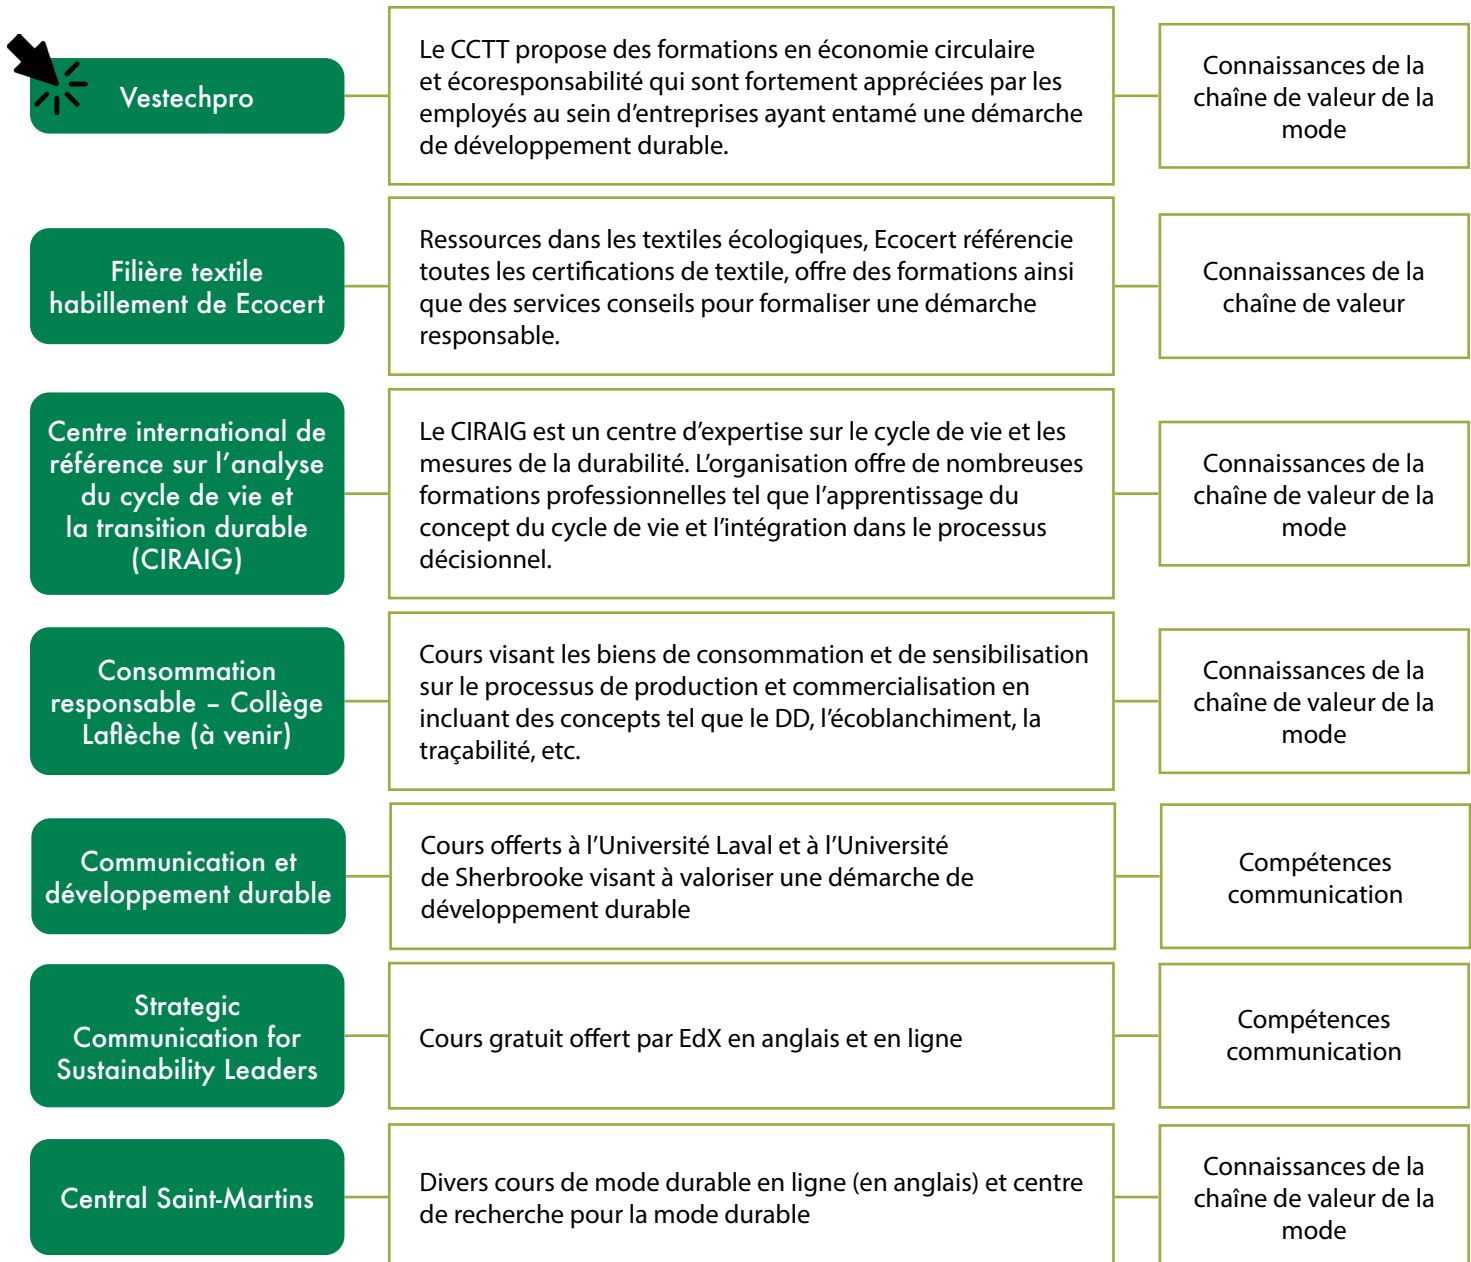 Vestechpro
Le CCTT propose des formations en économie circulaire
et écoresponsabilité qui sont fortement appréciées par les
employés au sein d'entreprises ayant entamé une démarche
de développement durable.
Connaissances de la
chaîne de valeur de la
mode
Filière textile
habillement de Ecocert
Ressources dans les textiles écologiques, Ecocert référencie
toutes les certifications de textile, offre des formations ainsi
que des services conseils pour formaliser une démarche
responsable.
Connaissances de la
chaîne de valeur
Centre international de
référence sur l'analyse
du cycle de vie et
la transition durable
(CIRAIG)
Le CIRAIG est un centre d'expertise sur le cycle de vie et les
mesures de la durabilité. L'organisation offre de nombreuses
formations professionnelles tel que l'apprentissage du
concept du cycle de vie et l'intégration dans le processus
décisionnel.
Connaissances de la
chaîne de valeur de la
mode
Consommation
responsable – Collège
Laflèche (à venir)
Cours visant les biens de consommation et de sensibilisation
sur le processus de production et commercialisation en
incluant des concepts tel que le DD, l'écoblanchiment, la
traçabilité, etc.
Connaissances de la
chaîne de valeur de la
mode
Communication et
développement durable
Cours offerts à l'Université Laval et à l'Université
de Sherbrooke visant à valoriser une démarche de
développement durable
Compétences
communication
Strategic
Communication for
Sustainability Leaders
Cours gratuit offert par EdX en anglais et en ligne
Compétences
communication
Central Saint-Martins
Divers cours de mode durable en ligne (en anglais) et centre
de recherche pour la mode durable
Connaissances de la
chaîne de valeur de la
mode